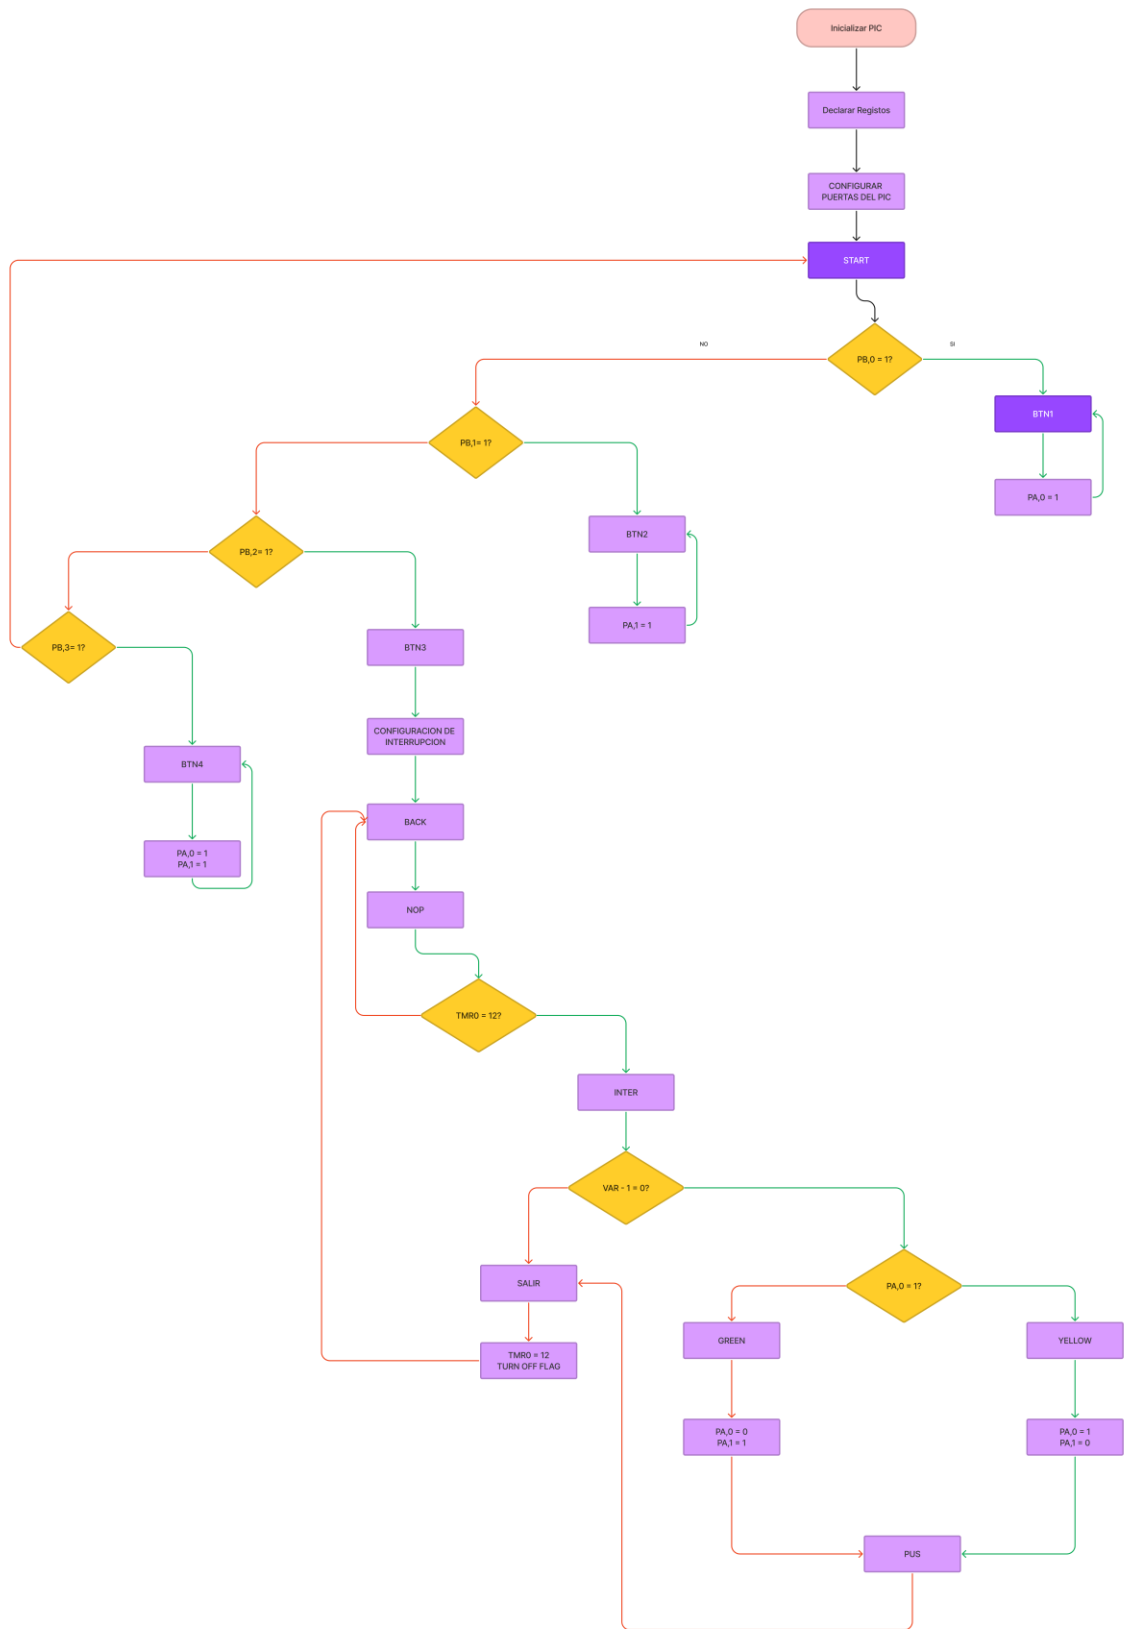 Inicializar PIC
Declarar Registos
CONFIGURAR
PUERTAS DEL PIC
START
NO
SI
PB,0 = 1?
BTN1
PB,1= 1?
PA,0 = 1
BTN2
PB,2= 1?
PA,1 = 1
PB,3= 1?
BTN3
CONFIGURACION DE
INTERRUPCION
BTN4
BACK
PA,0 = 1
PA,1 = 1
NOP
TMR0 = 12?
INTER
VAR - 1 = 0?
SALIR
PA,0 = 1?
GREEN
YELLOW
TMR0 = 12
TURN OFF FLAG
PA,0 = 0
PA,1 = 1
PA,0 = 1
PA,1 = 0
PUS